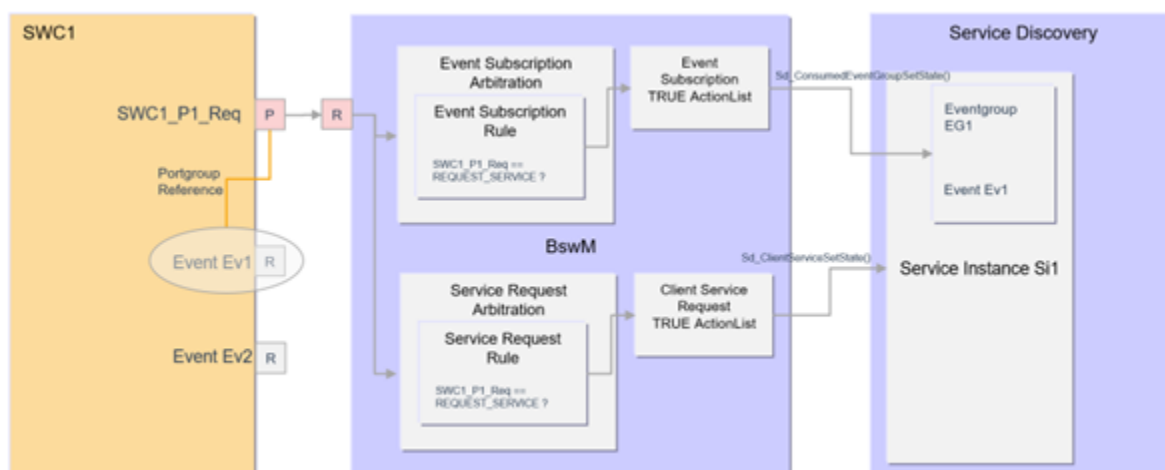 SWC1
SWC1_P1_Req
P
R
Portgroup
Reference
Event Ev1
R
Event Ev2
R
Event Subscription
Arbitration
Event Subscription
Rule
SWC1_P1_Req ==
REQUEST_SERVICE ?
Event
Subscription
TRUE ActionList
BswM
Service Request
Arbitration
Service Request
Rule
SWC1_P1_Req ==
REQUEST_SERVICE ?
Client Service
Request
TRUE ActionList
Sd_ConsumedEventGroupSetState()
Sd_ClientServiceSetState()
Service Discovery
Eventgroup
EG1
Event Ev1
Service Instance Si1